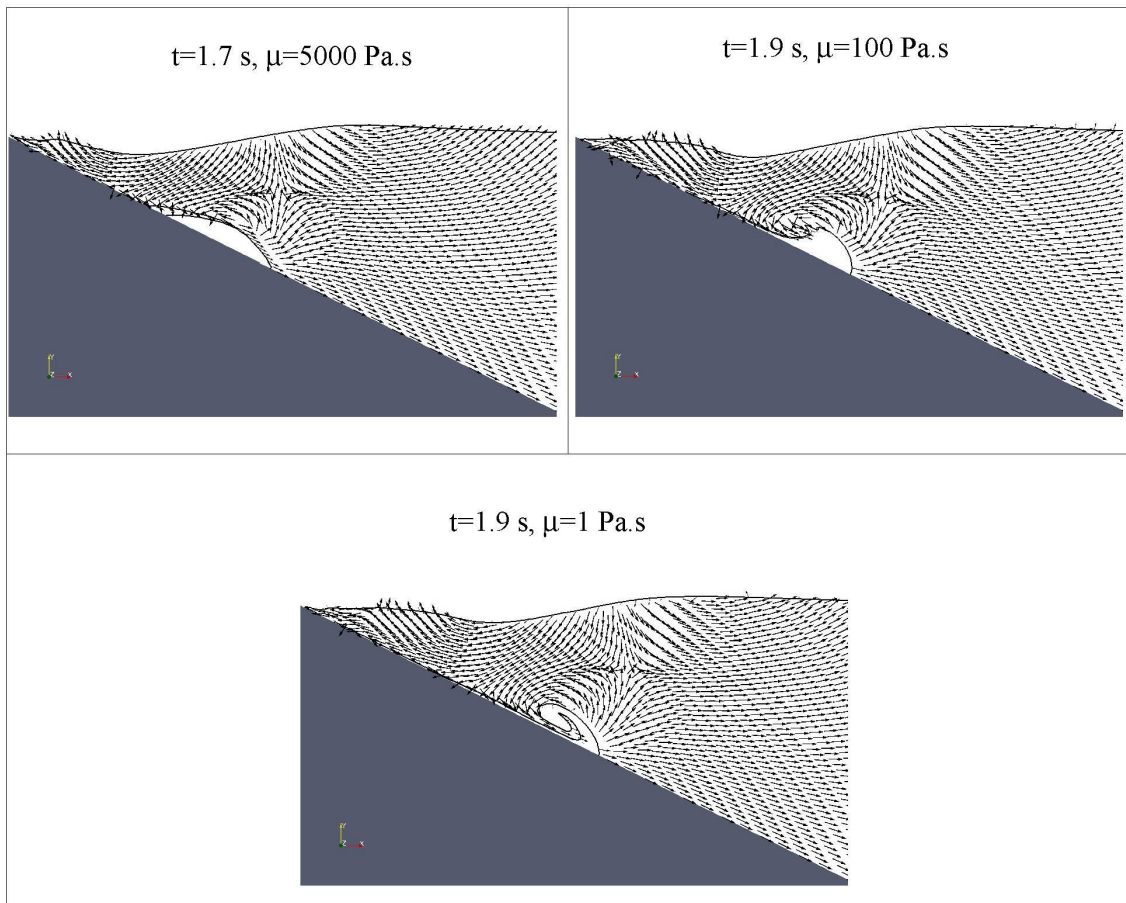 t=1.7 s, μ=5000 Pa.s
t=1.9 s, μ=100 Pa.s
Y
Z X
Y
Z X
t=1.9 s, μ=1 Pa.s
Y
Z X